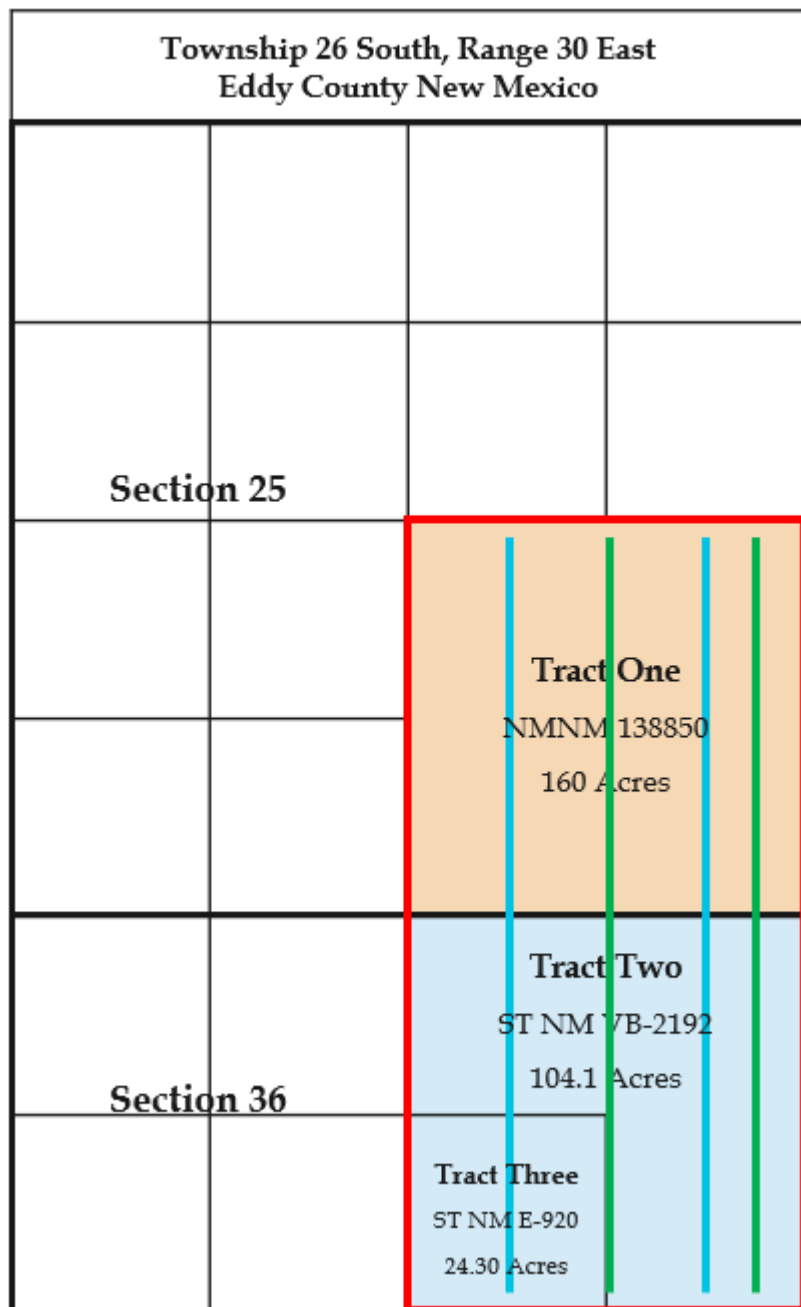 Township 26 South, Range 30 East
Eddy County New Mexico
Section 25
Tract One
NMNM 138850
160 Acres
Tract Two
ST NM VB-2192
104.1 Acres
Section 36
Tract Three
ST NM E-920
24.30 Acres